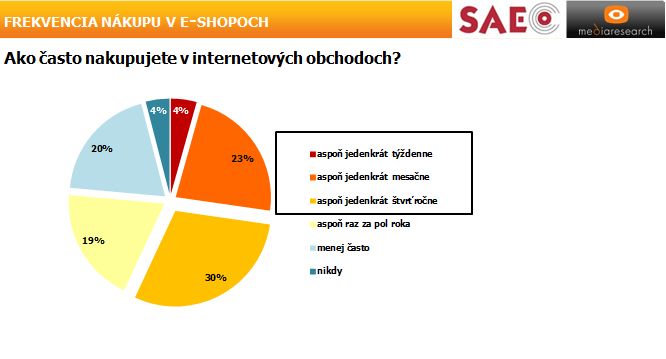 FREKVENCIA NÁKUPU V E-SHOPOCH
SAEC
mediaresearch
Ako často nakupujete v internetových obchodoch?
4%
4%
23%
20%
19%
30%
aspoň jedenkrát týždenne
aspoň jedenkrát mesačne
aspoň jedenkrát štvrťročne
aspoň raz za pol roka
menej často
nikdy